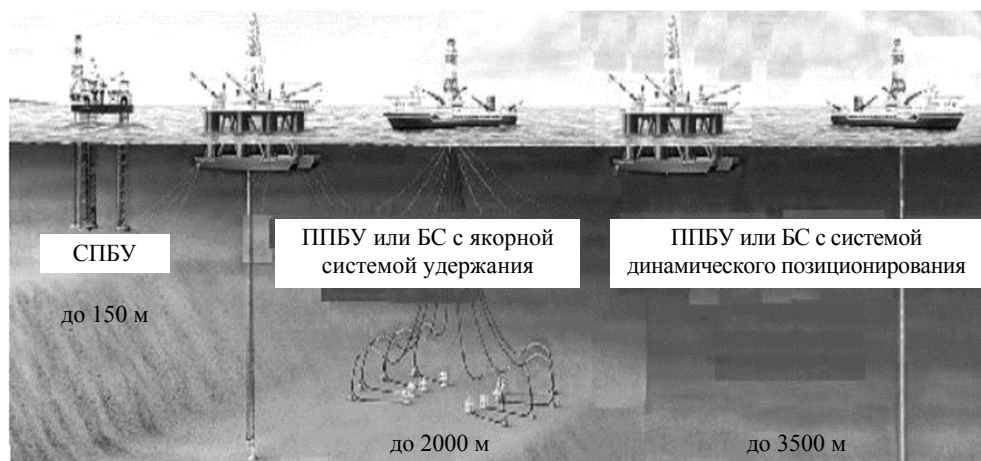 СПБУ
до 150 м
ППБУ или БС с якорной
системой удержания
до 2000 м
ППБУ или БС с системой
динамического позиционирования
до 3500 м